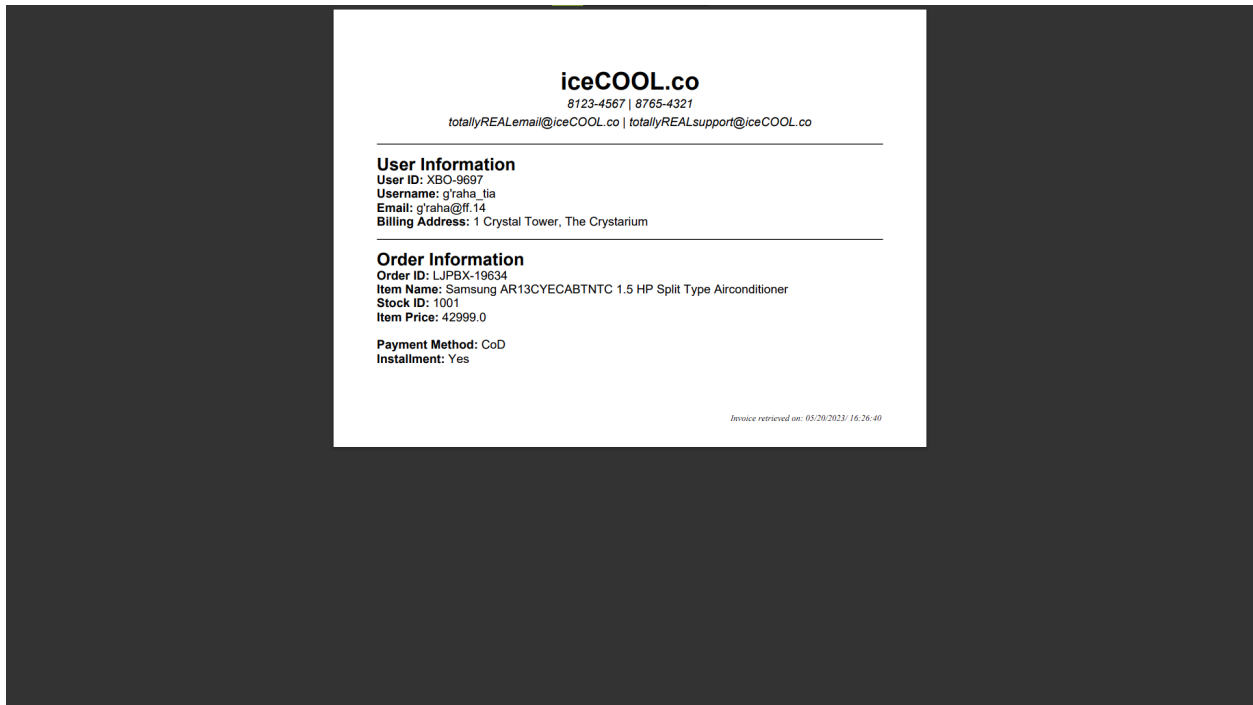 iceCOOL.co
8123-4567 | 8765-4321
totallyREALemail@iceCOOL.co | totallyREALsupport@iceCOOL.co
User Information
User ID: XBO-9697
Username: g'raha_tia
Email: g'raha@ff.14
Billing Address: 1 Crystal Tower, The Crystarium
Order Information
Order ID: LJPBX-19634
Item Name: Samsung AR13CYECABTNTC 1.5 HP Split Type Airconditioner
Stock ID: 1001
Item Price: 42999.0
Payment Method: CoD
Installment: Yes
Invoice retrieved on: 05/20/2023/ 16:26:40